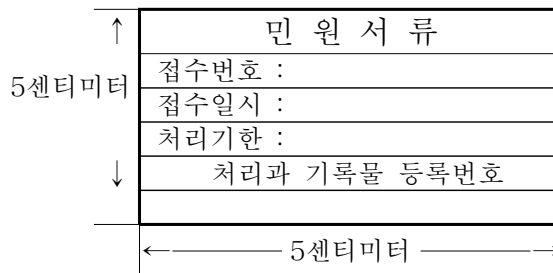 민 원 서 류
접수번호 :
5센티미터
접수일시 :
처리기한 :
처리과 기록물 등록번호
5센티미터